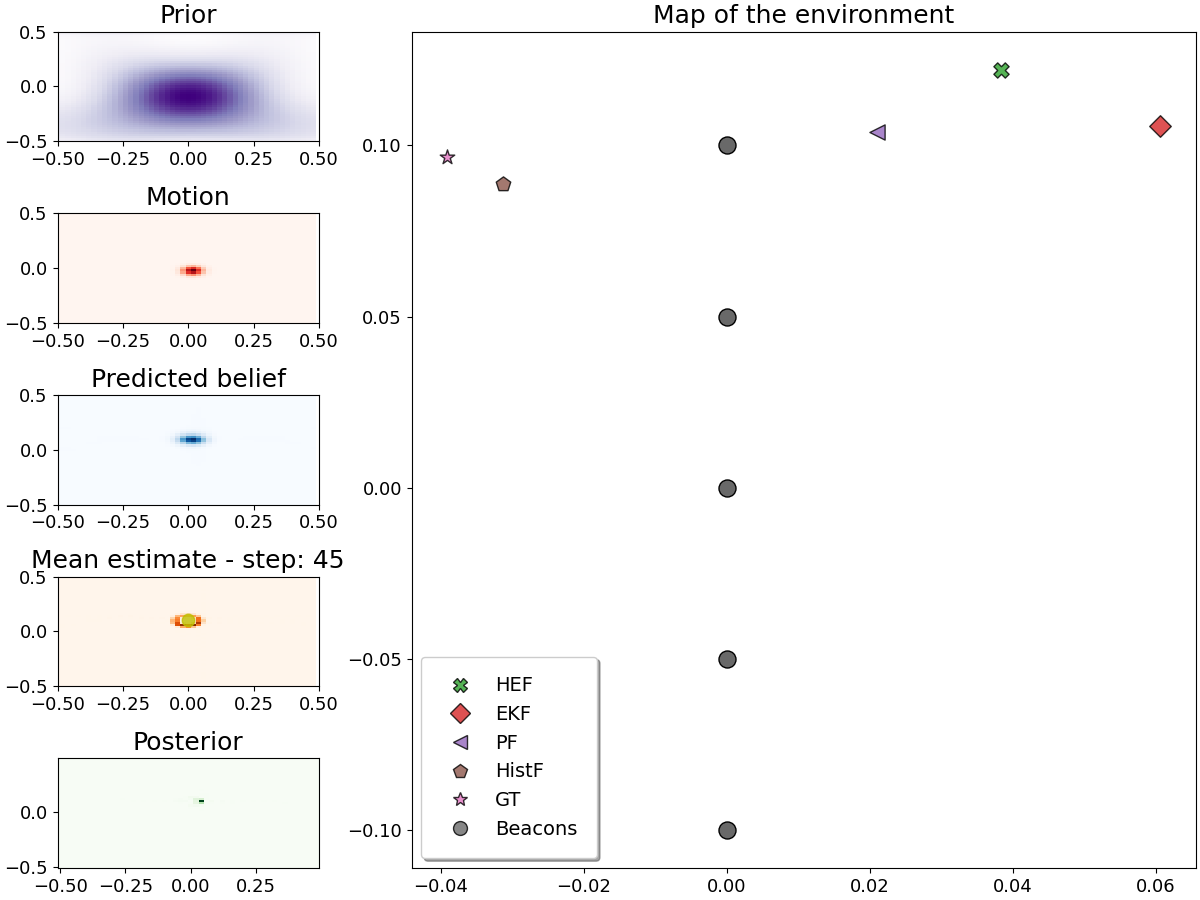 Prior
0.5
0.0
−0.5
−0.50 −0.25 0.00 0.25 0.50
Motion
0.5
0.0
−0.5
−0.50 −0.25 0.00 0.25 0.50
Predicted belief
0.5
0.0
−0.5
−0.50 −0.25 0.00 0.25 0.50
Mean estimate - step: 45
0.5
0.0
−0.5
−0.50 −0.25 0.00 0.25 0.50
Posterior
0.0
−0.5
−0.50 −0.25 0.00 0.25
Map of the environment
0.10
0.05
0.00
−0.05
−0.10
−0.04 −0.02 0.00 0.02 0.04 0.06
HEF
EKF
PF
HistF
GT
Beacons